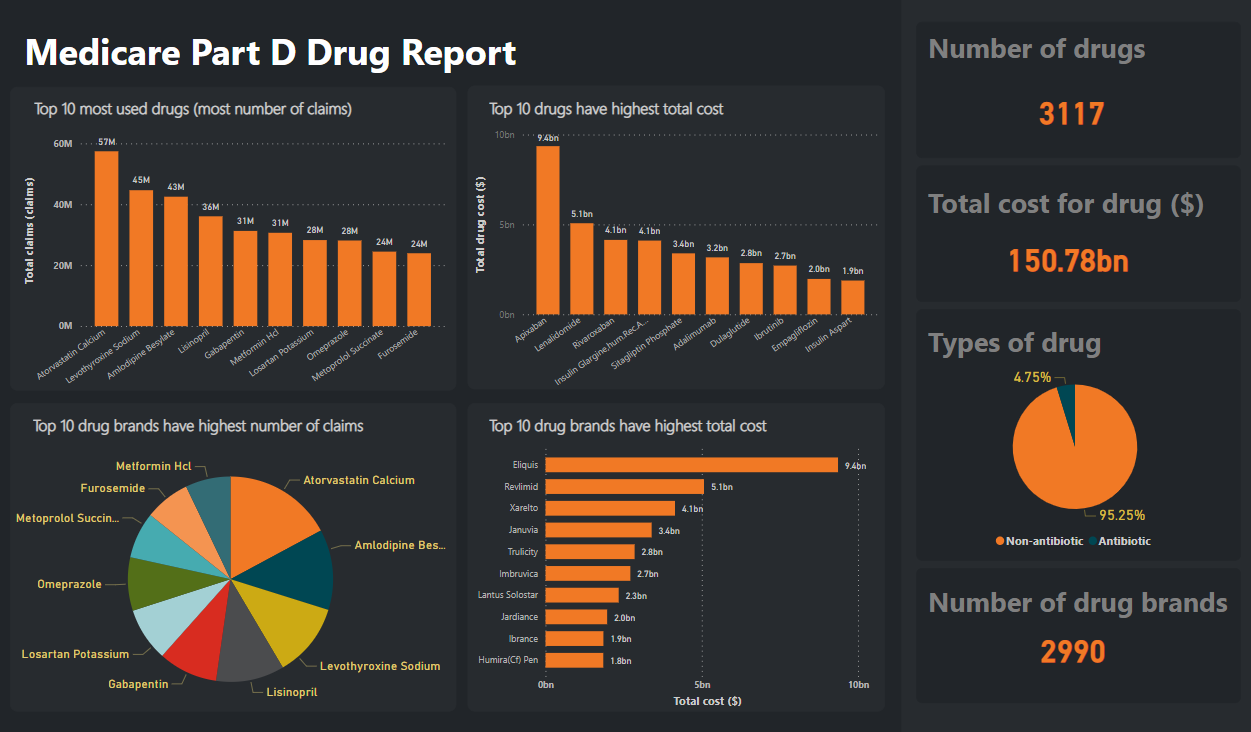 Medicare Part D Drug Report
Top 10 most used drugs (most number of claims)
Total claims (claims)
60M
40M
20M
0M
57M
45M
43M
36M
31M
31M
28M
28M
24M
24M
Atorvastatin Calcium
Levothyroxine Sodium
Amlodipine Besylate
Lisinopril
Gabapentin
Metformin Hcl
Losartan Potassium
Omeprazole
Metoprolol Succinate
Furosemide
Top 10 drugs have highest total cost
Total drug cost ($)
10bn
5bn
0bn
9.4bn
5.1bn
4.1bn
4.1bn
3.4bn
3.2bn
2.8bn
2.7bn
2.0bn
1.9bn
Apixaban
Lenalidomide
Rivaroxaban
Insulin Glargine,hum.Rec.A...
Sitagliptin Phosphate
Adalimumab
Dulaglutide
Ibrutinib
Empagliflozin
Insulin Aspart
Top 10 drug brands have highest number of claims
Metformin Hcl
Atorvastatin Calcium
Furosemide
Metoprolol Succin...
Amlodipine Bes...
Omeprazole
Losartan Potassium
Levothyroxine Sodium
Gabapentin
Lisinopril
Top 10 drug brands have highest total cost
Eliquis 9.4bn
Revlimid 5.1bn
Xarelto 4.1bn
Januvia 3.4bn
Trulicity 2.8bn
Imbruvica 2.7bn
Lantus Solostar 2.3bn
Jardiance 2.0bn
Ibrance 1.9bn
Humira(Cf) Pen 1.8bn
0bn 5bn 10bn
Total cost ($)
Number of drugs
3117
Total cost for drug ($)
150.78bn
Types of drug
4.75%
95.25%
Non-antibiotic Antibiotic
Number of drug brands
2990